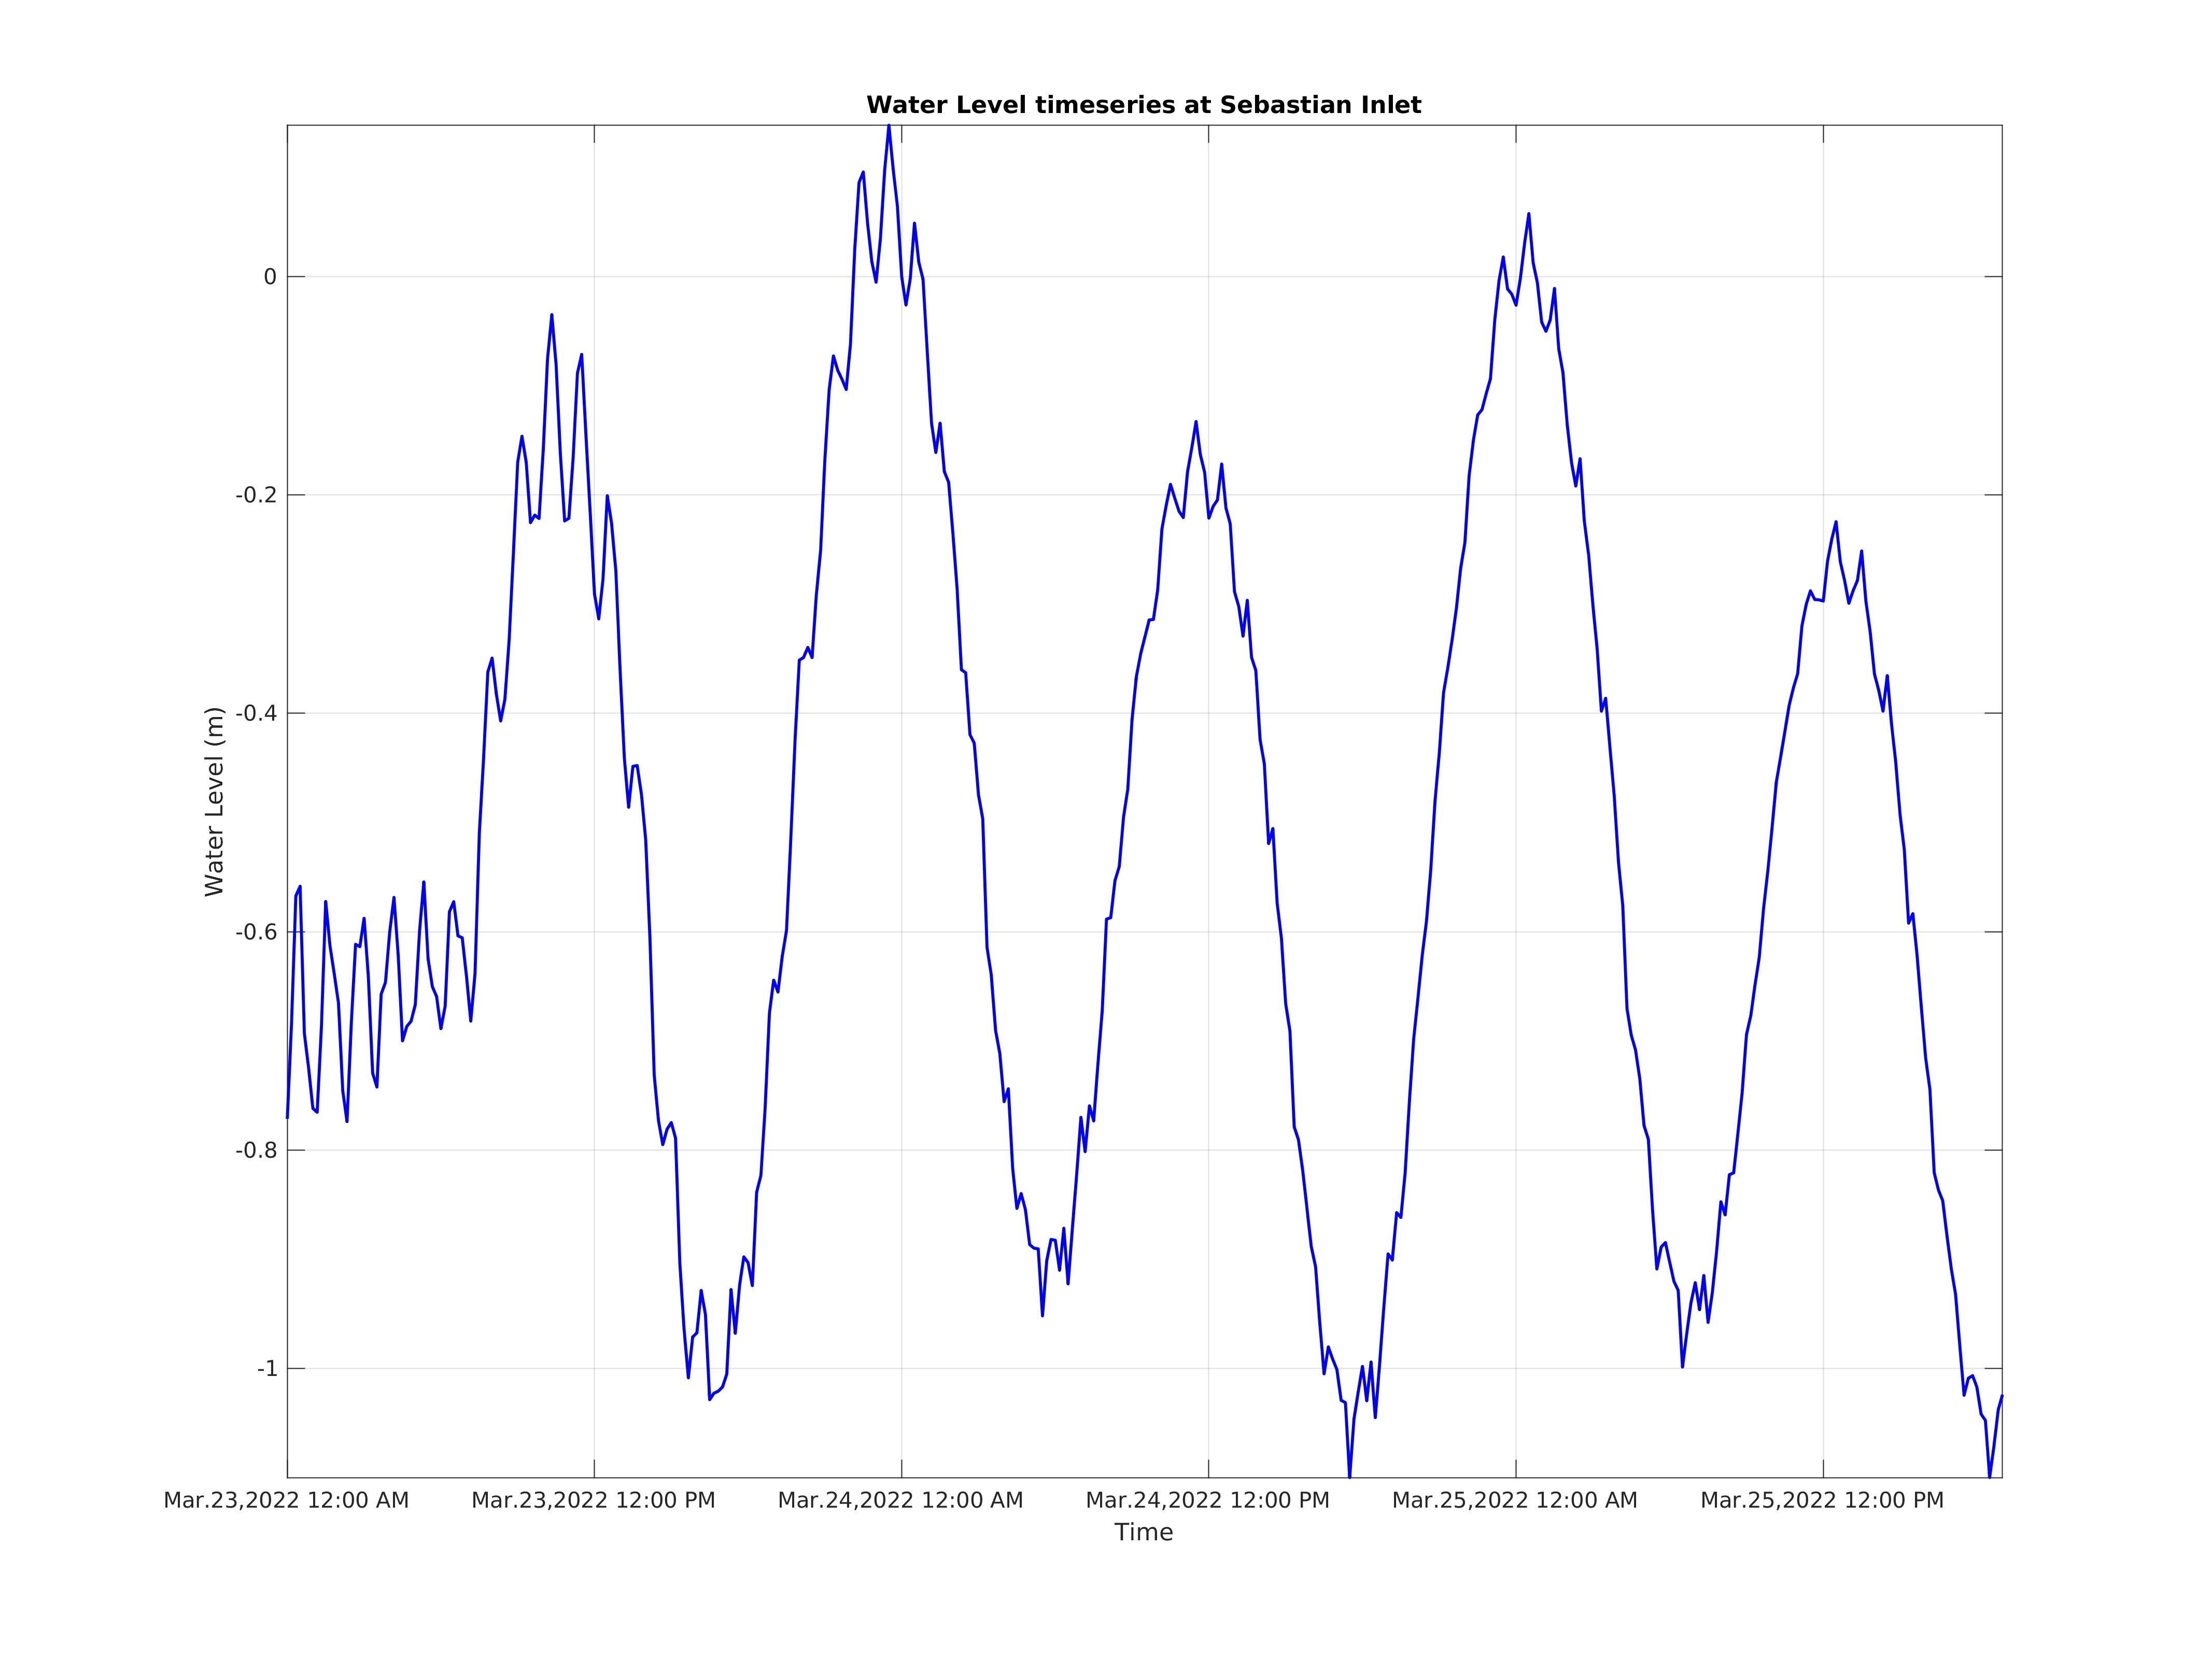 Water Level timeseries at Sebastian Inlet
0
-0.2
-0.4
-0.6
-0.8
-1
Water Level (m)
Mar.23,2022 12:00 AM
Mar.23,2022 12:00 PM
Mar.24,2022 12:00 AM
Mar.24,2022 12:00 PM
Mar.25,2022 12:00 AM
Mar.25,2022 12:00 PM
Time